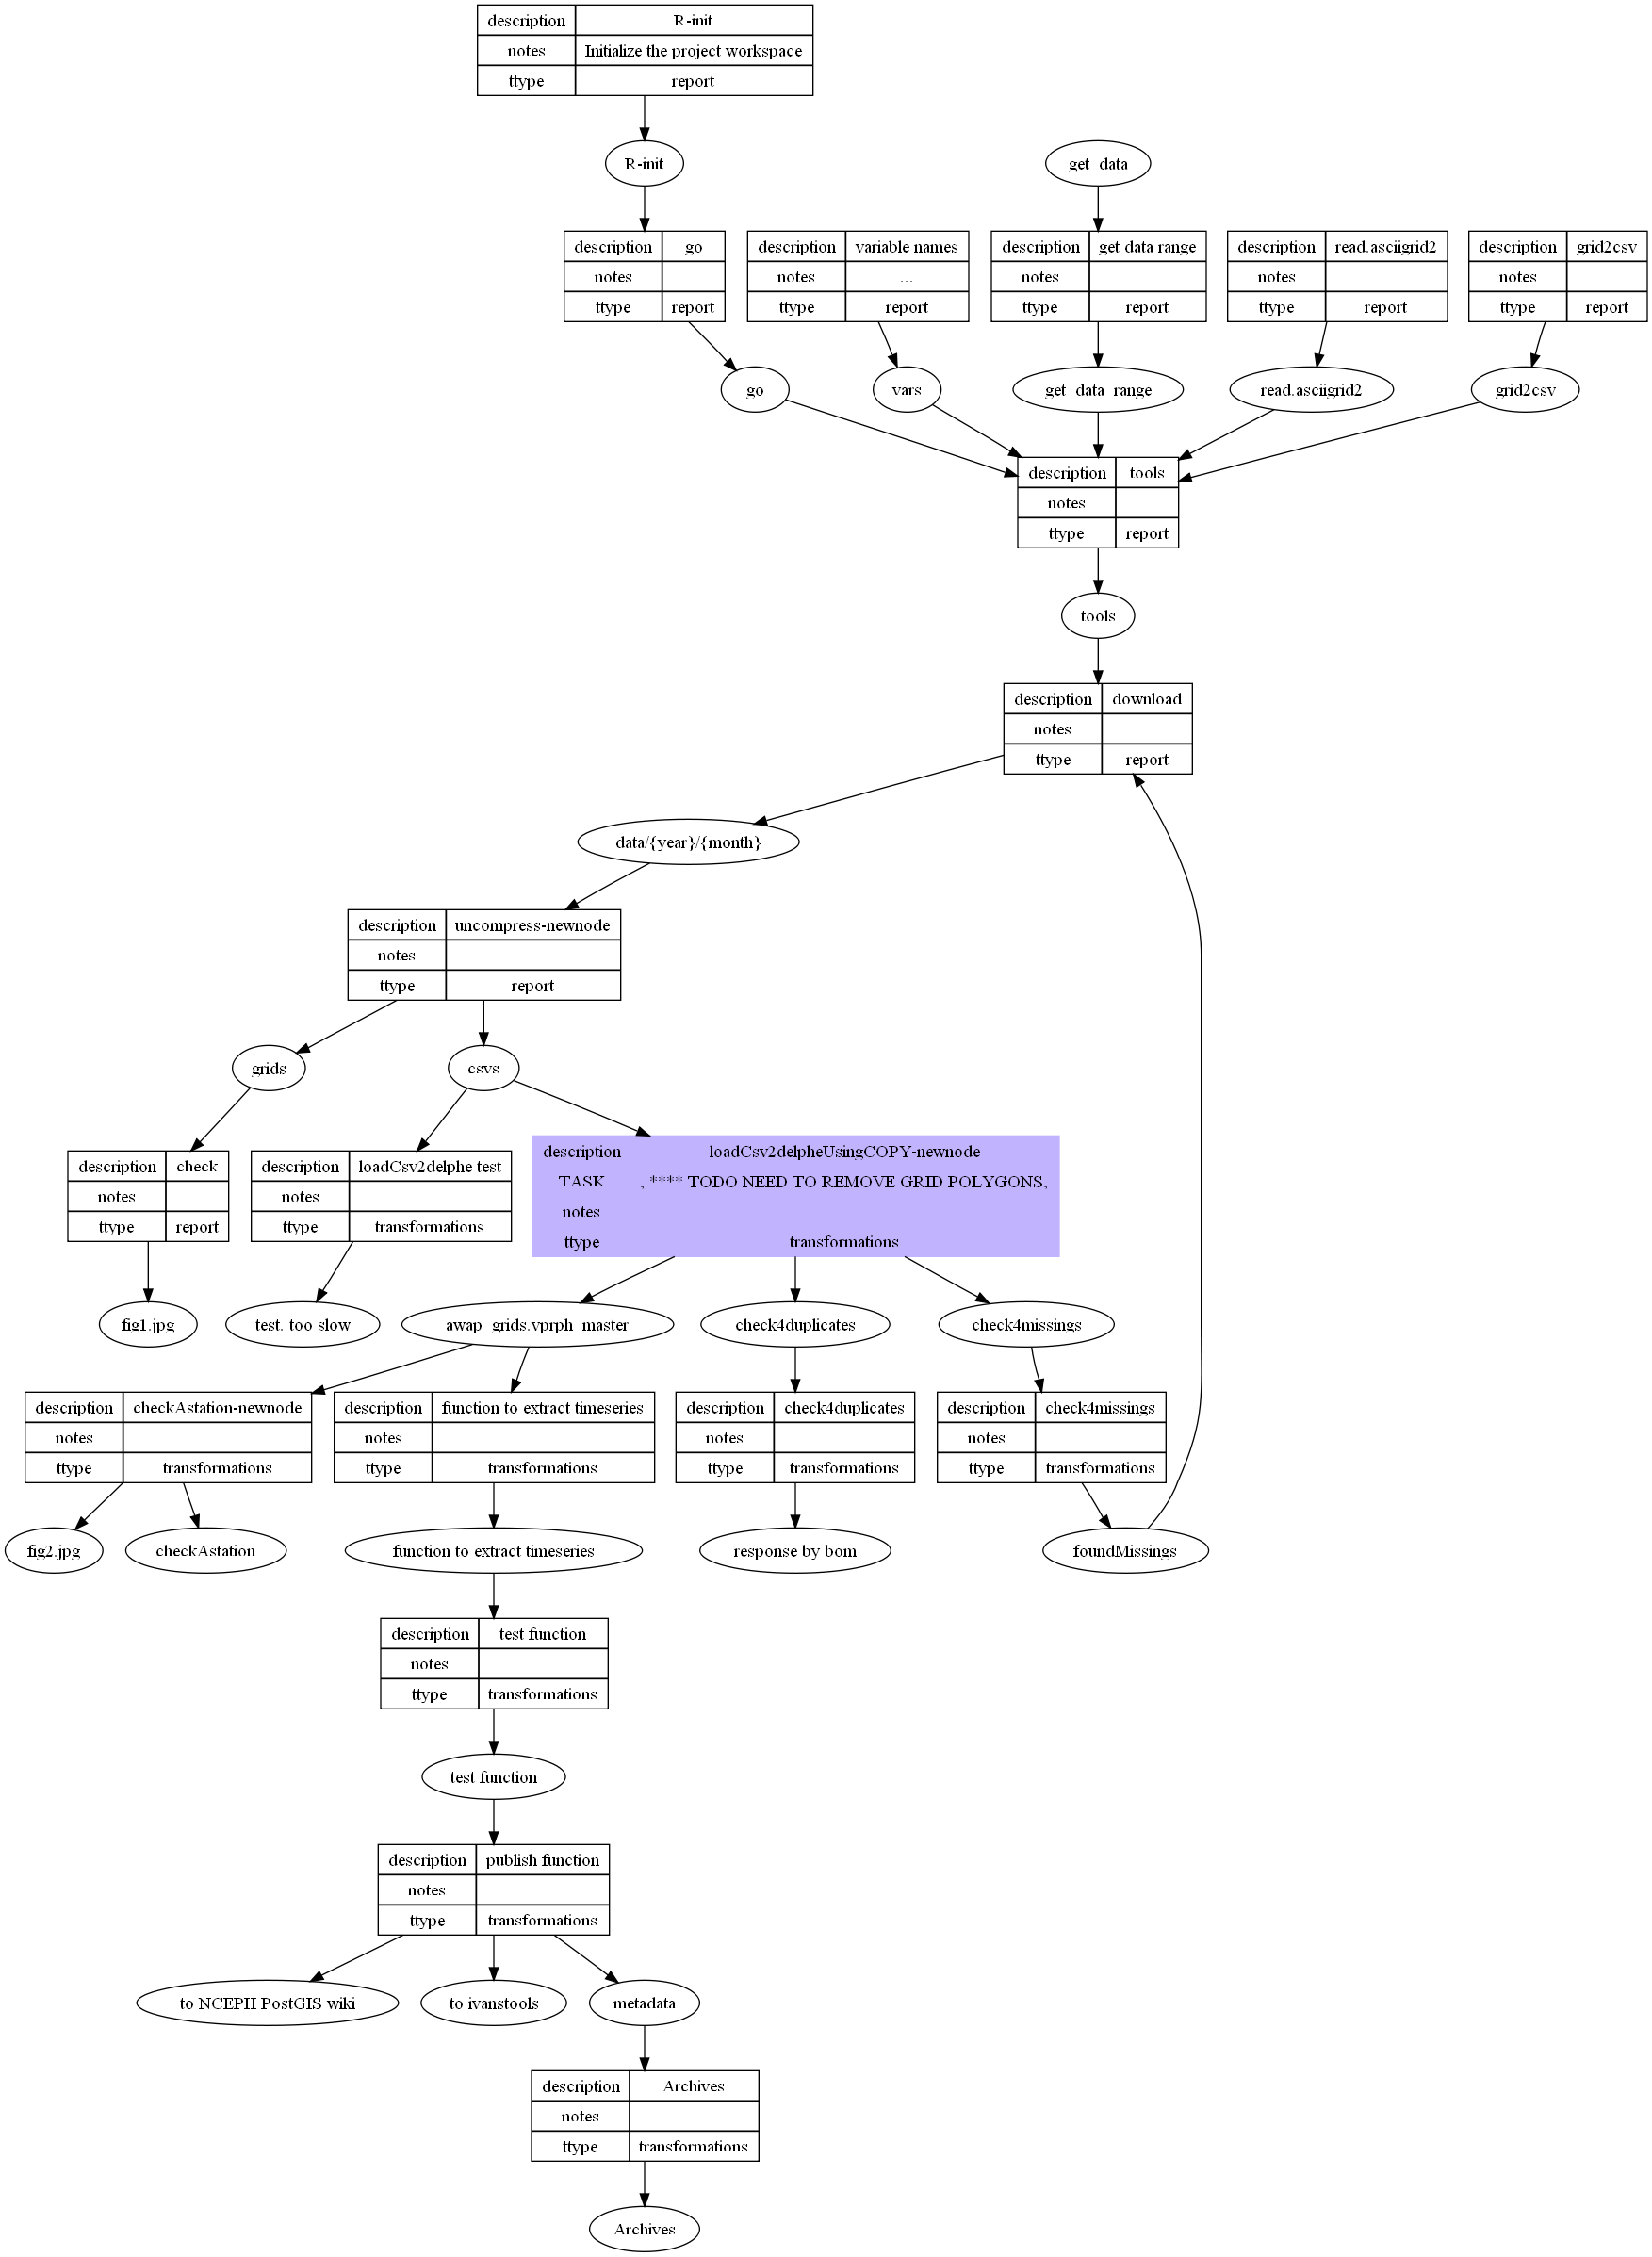 description R-init
notes Initialize the project workspace
ttype report
R-init
get data
description go
notes
ttype report
description variable names
notes ...
ttype report
description get data range
notes
ttype report
description read.asciigrid2
notes
ttype report
description grid2csv
notes
ttype report
go
vars
get data range
read.asciigrid2
grid2csv
description tools
notes
ttype report
tools
description download
notes
ttype report
data/{year}/{month}
description uncompress-newnode
notes
ttype report
grids
csvs
description check
notes
ttype report
description loadCsv2delphe test
notes
ttype transformations
description loadCsv2delpheUsingCOPY-newnode
TASK , **** TODO NEED TO REMOVE GRID POLYGONS,
notes
ttype transformations
fig1.jpg
test. too slow
awap grids.vprph master
check4duplicates
check4missings
description checkAstation-newnode
notes
ttype transformations
description function to extract timeseries
notes
ttype transformations
description check4duplicates
notes
ttype transformations
description check4missings
notes
ttype transformations
fig2.jpg
checkAstation
function to extract timeseries
response by bom
foundMissings
description test function
notes
ttype transformations
test function
description publish function
notes
ttype transformations
to NCEPH PostGIS wiki
to ivanstools
metadata
description Archives
notes
ttype transformations
Archives